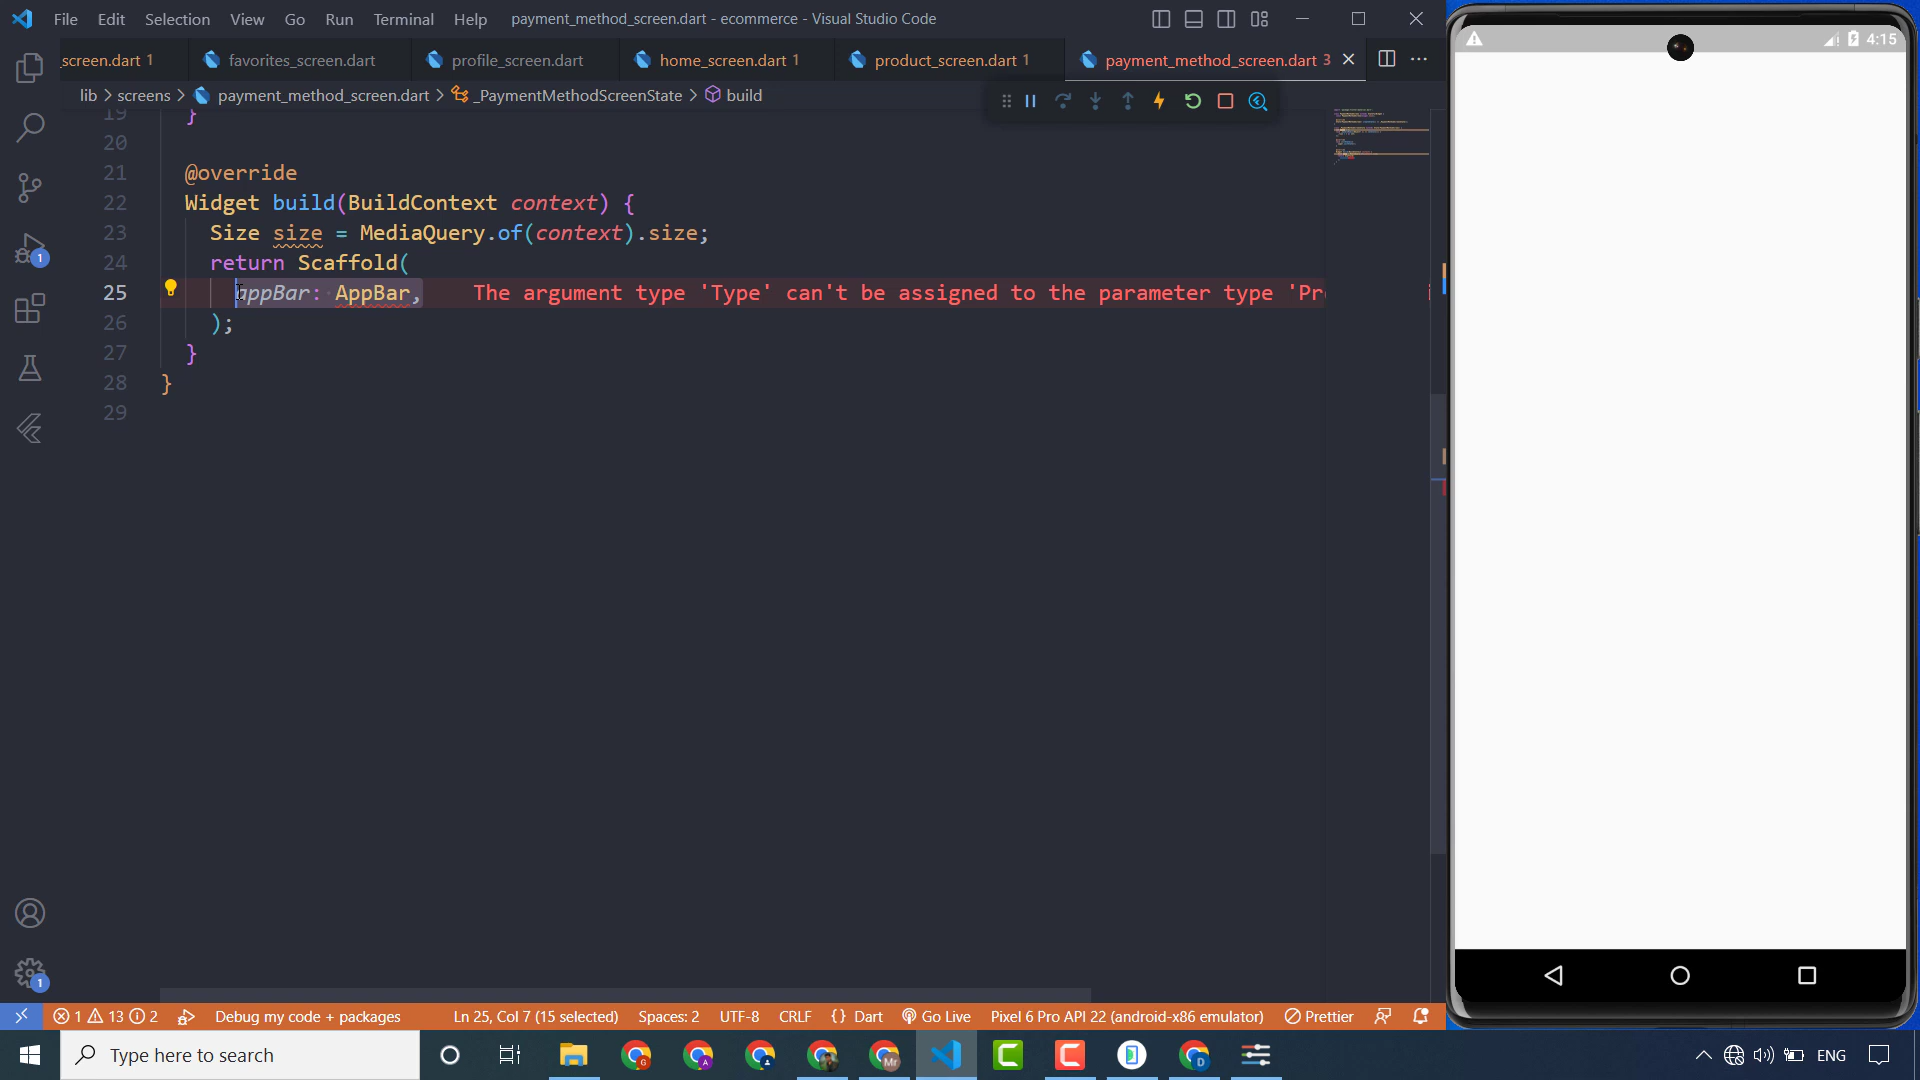 File Edit Selection View Go Run Terminal Help payment_method_screen.dart - ecommerce - Visual Studio Code
_screen.dart 1 favorites_screen.dart profile_screen.dart home_screen.dart 1 product_screen.dart 1 payment_method_screen.dart 3
lib > screens > payment_method_screen.dart > _PaymentMethodScreenState > build
4:15
19 }
20
21 @override
22 Widget build(BuildContext context) {
23 Size size = MediaQuery.of(context).size;
24 return Scaffold(
25 appBar: AppBar, The argument type 'Type' can't be assigned to the parameter type 'Pr
26 );
27 }
28 }
29
1
1
1 13 2 Debug my code + packages Ln 25, Col 7 (15 selected) Spaces: 2 UTF-8 CRLF {} Dart Go Live Pixel 6 Pro API 22 (android-x86 emulator) Prettier
Type here to search
ENG